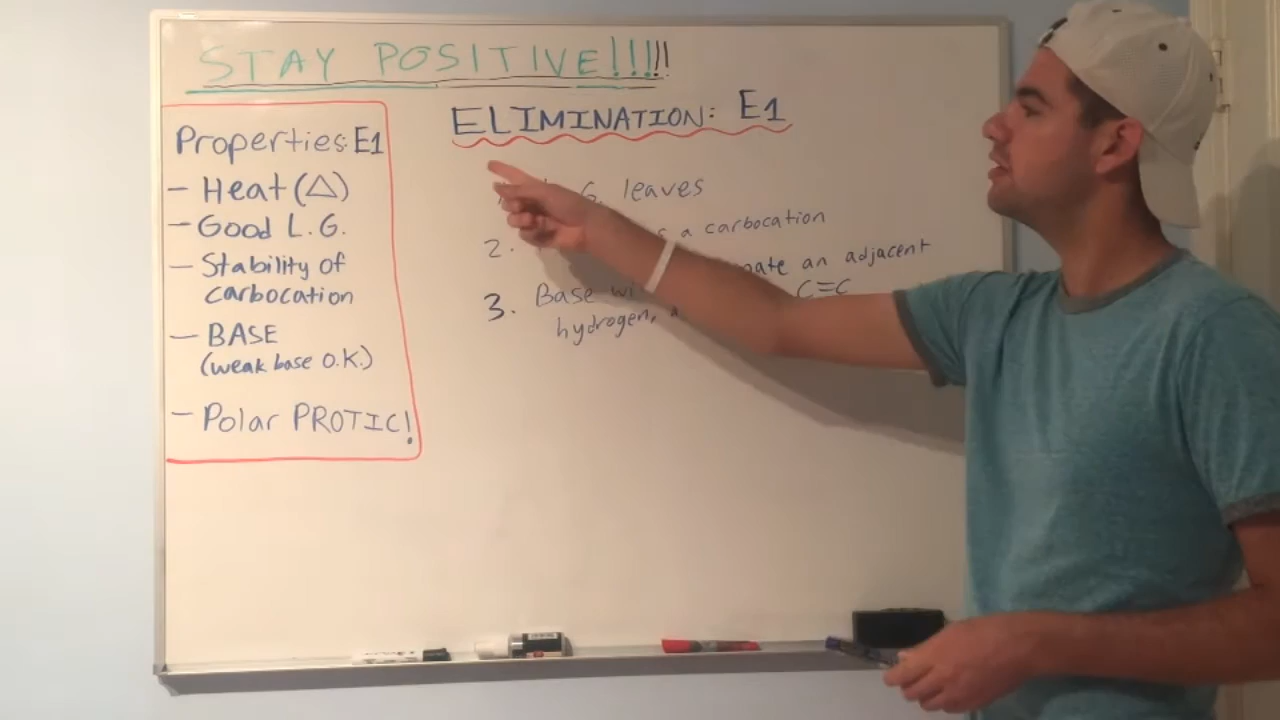 STAY POSITIVE!!!!!
Properties: E1
- Heat (△)
- Good L.G.
- Stability of
carbocation
- BASE
(weak base O.K.)
- Polar PROTIC!
ELIMINATION: E1
G. leaves
2. a carbocation
3. Base an adjacent
hydrogen, C=C